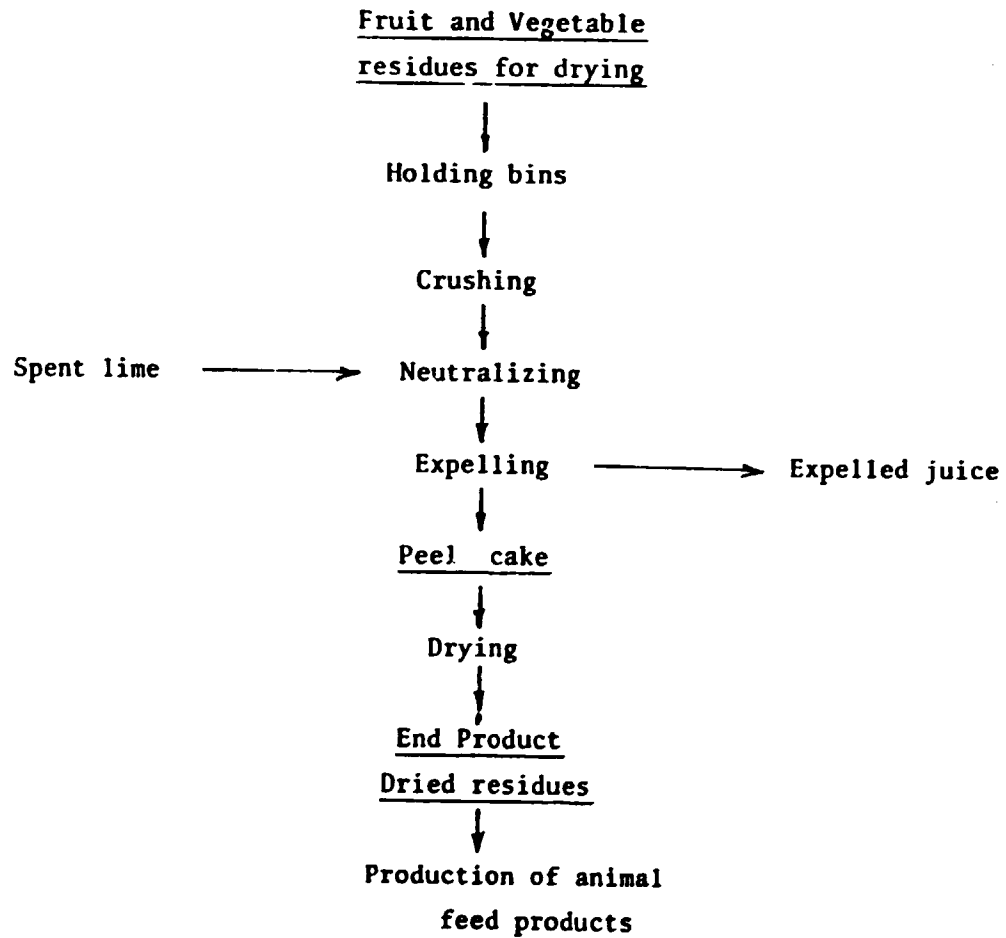 Fruit and Vegetable
residues for drying
Holding bins
Crushing
Spent lime
Neutralizing
Expelling
Expelled juice
Peel cake
Drying
End Product
Dried residues
Production of animal
feed products